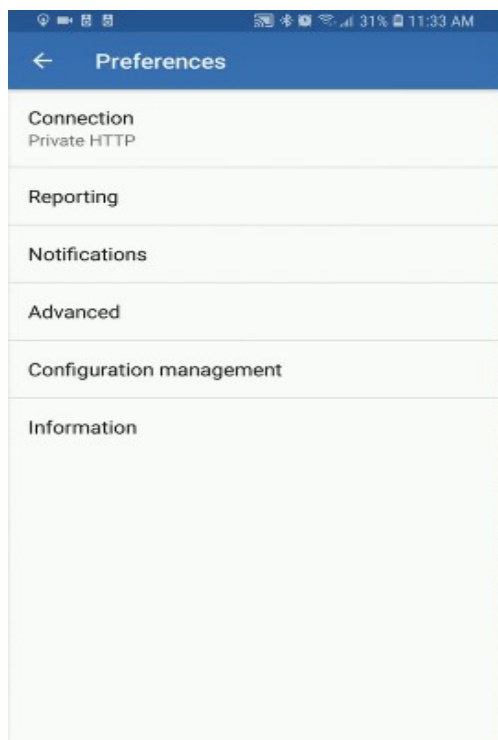 31% 11:33 AM
Preferences
Connection
Private HTTP
Reporting
Notifications
Advanced
Configuration management
Information